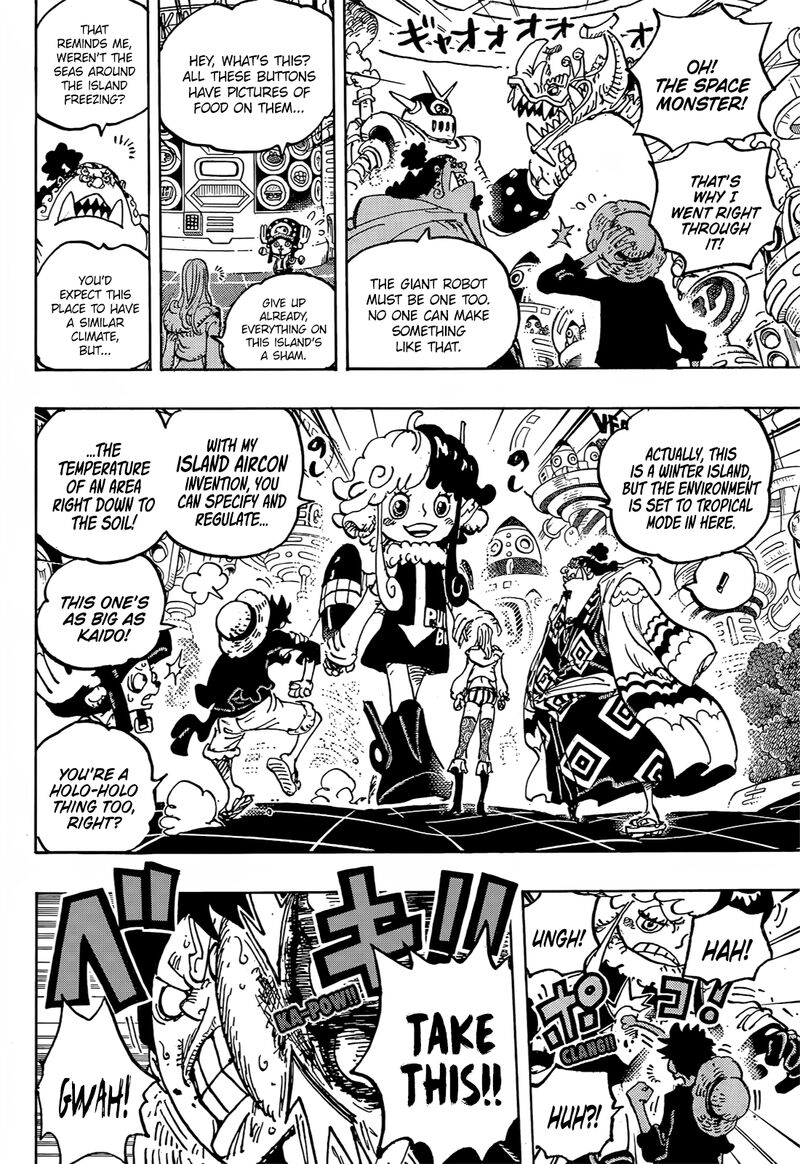 OH!
THE SPACE
MONSTER!
THAT'S
WHY I
WENT RIGHT
THROUGH
IT!
ギャオオオオ
THE GIANT ROBOT
MUST BE ONE TOO.
NO ONE CAN MAKE
SOMETHING
LIKE THAT.
HEY, WHAT'S THIS?
ALL THESE BUTTONS
HAVE PICTURES OF
FOOD ON THEM...
GIVE UP
ALREADY,
EVERYTHING ON
THIS ISLAND'S
A SHAM.
THAT
REMINDS ME,
WEREN'T THE
SEAS AROUND
THE ISLAND
FREEZING?
YOU'D
EXPECT THIS
PLACE TO HAVE
A SIMILAR
CLIMATE,
BUT...
ACTUALLY, THIS
IS A WINTER ISLAND,
BUT THE ENVIRONMENT
IS SET TO TROPICAL
MODE IN HERE.
!
のし
のし
WITH MY
ISLAND AIRCON
INVENTION, YOU
CAN SPECIFY AND
REGULATE...
...THE
TEMPERATURE
OF AN AREA
RIGHT DOWN TO
THE SOIL!
THIS ONE'S
AS BIG AS
KAIDO!
YOU'RE A
HOLO-HOLO
THING TOO,
RIGHT?
HAH!
UNGH!
ポコ!
CLANG!!
HUH?!
TAKE
THIS!!
ベキ!!
KA-POW!!
GWAH!